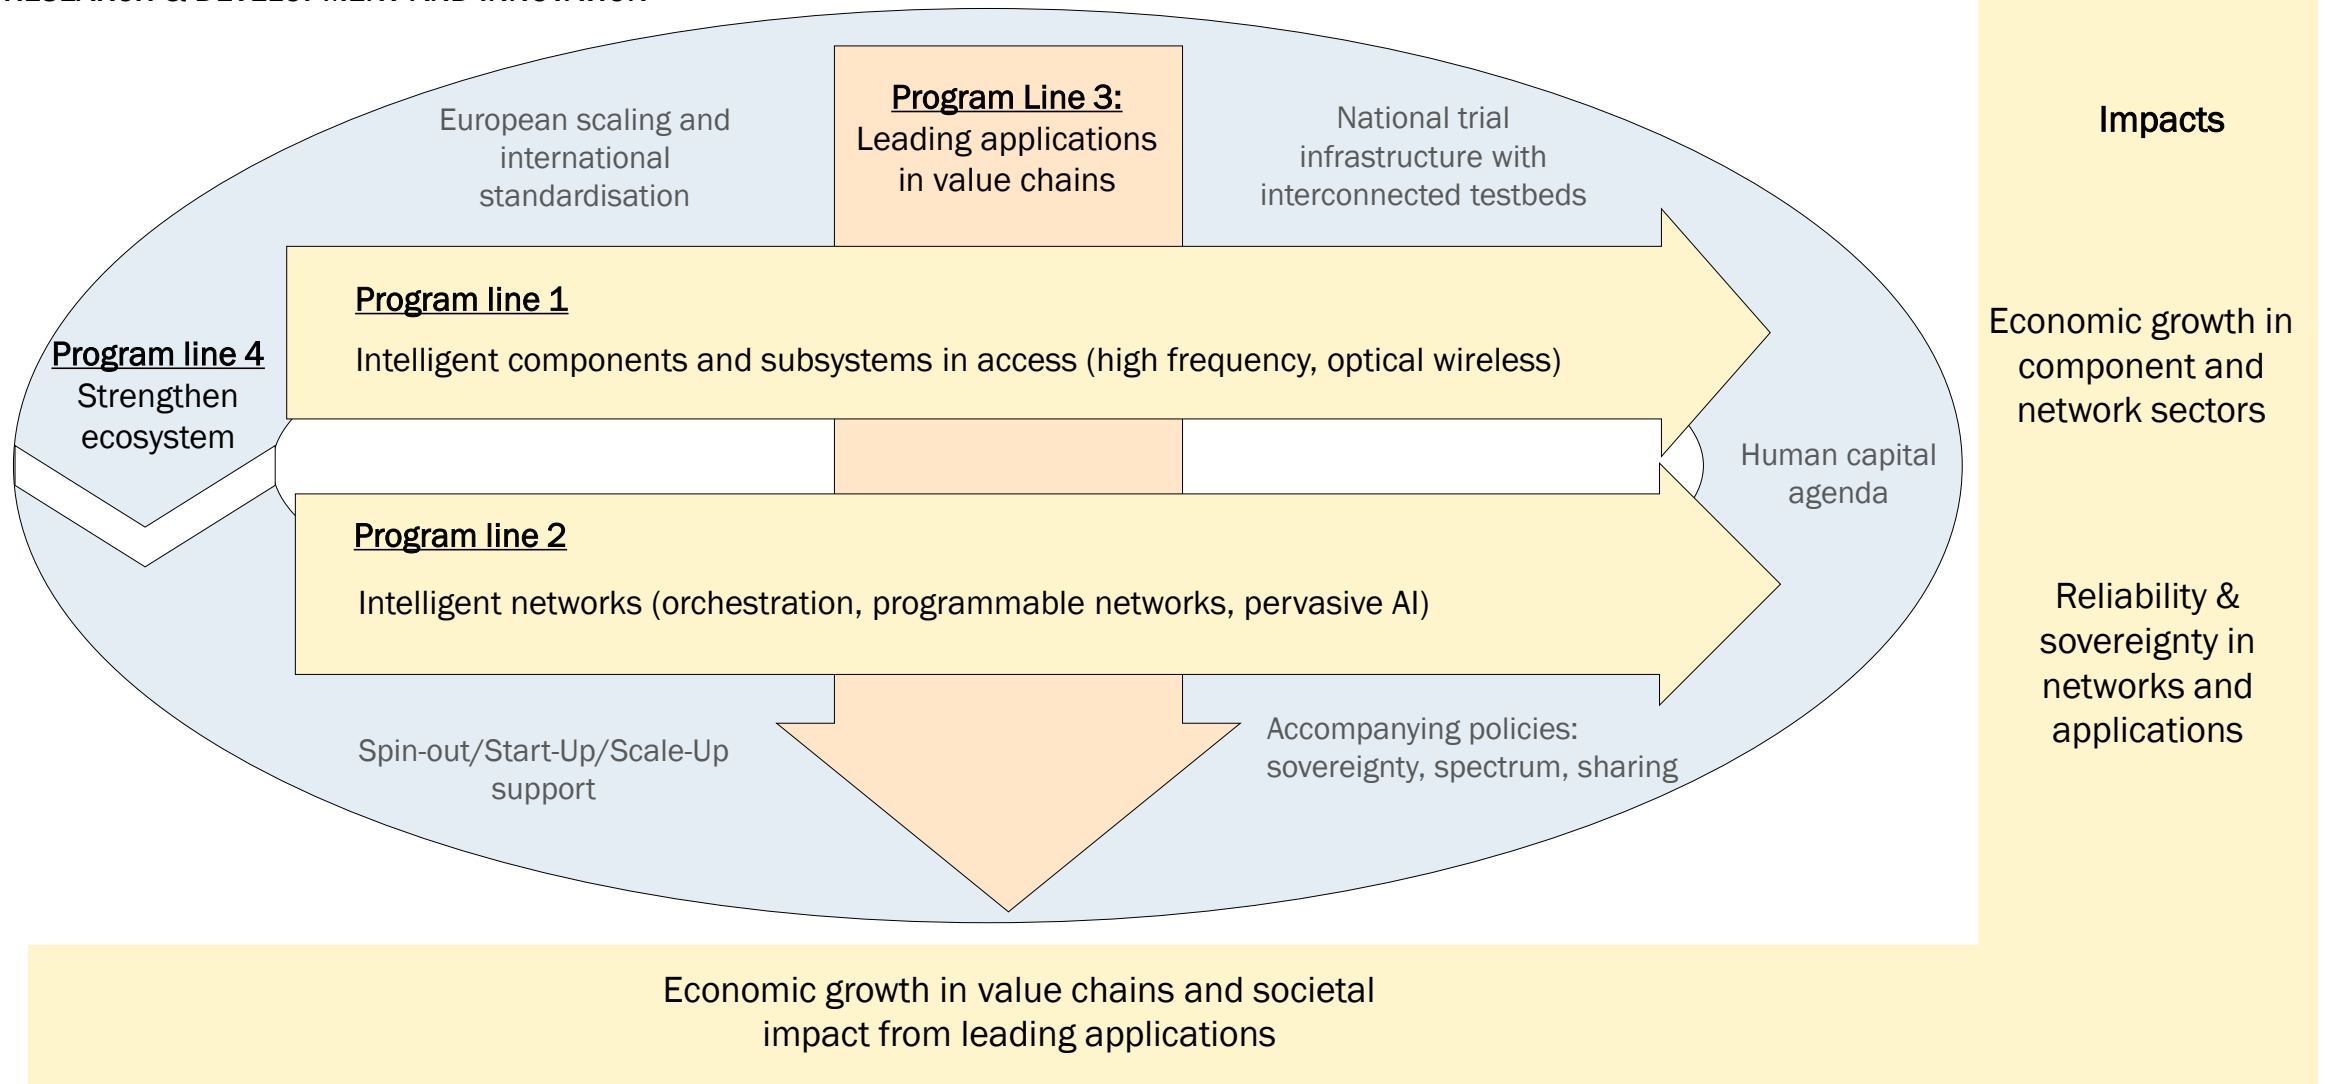 RESEARCH & DEVELOPMENT AND INNOVATION
European scaling and
international
standardisation
Program Line 3:
Leading applications
in value chains
National trial
infrastructure with
interconnected testbeds
Impacts
Program line 1
Intelligent components and subsystems in access (high frequency, optical wireless)
Program line 4
Strengthen
ecosystem
Economic growth in
component and
network sectors
Human capital
agenda
Program line 2
Intelligent networks (orchestration, programmable networks, pervasive AI)
Reliability &
sovereignty in
networks and
applications
Spin-out/Start-Up/Scale-Up
support
Accompanying policies:
sovereignty, spectrum, sharing
Economic growth in value chains and societal
impact from leading applications